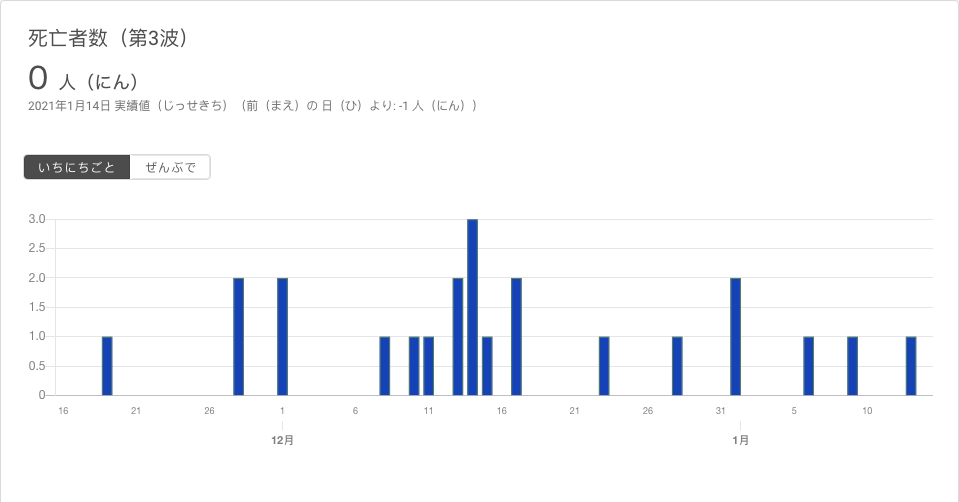 死亡者数（第3波）
0 人（にん）
2021年1月14日 実績値（じっせきち）（前（まえ）の 日（ひ）より: -1 人（にん））
いちにちごと ぜんぶで
3.0
2.5
2.0
1.5
1.0
0.5
0
16 21 26 1 6 11 16 21 26 31 5 10
12月 1月